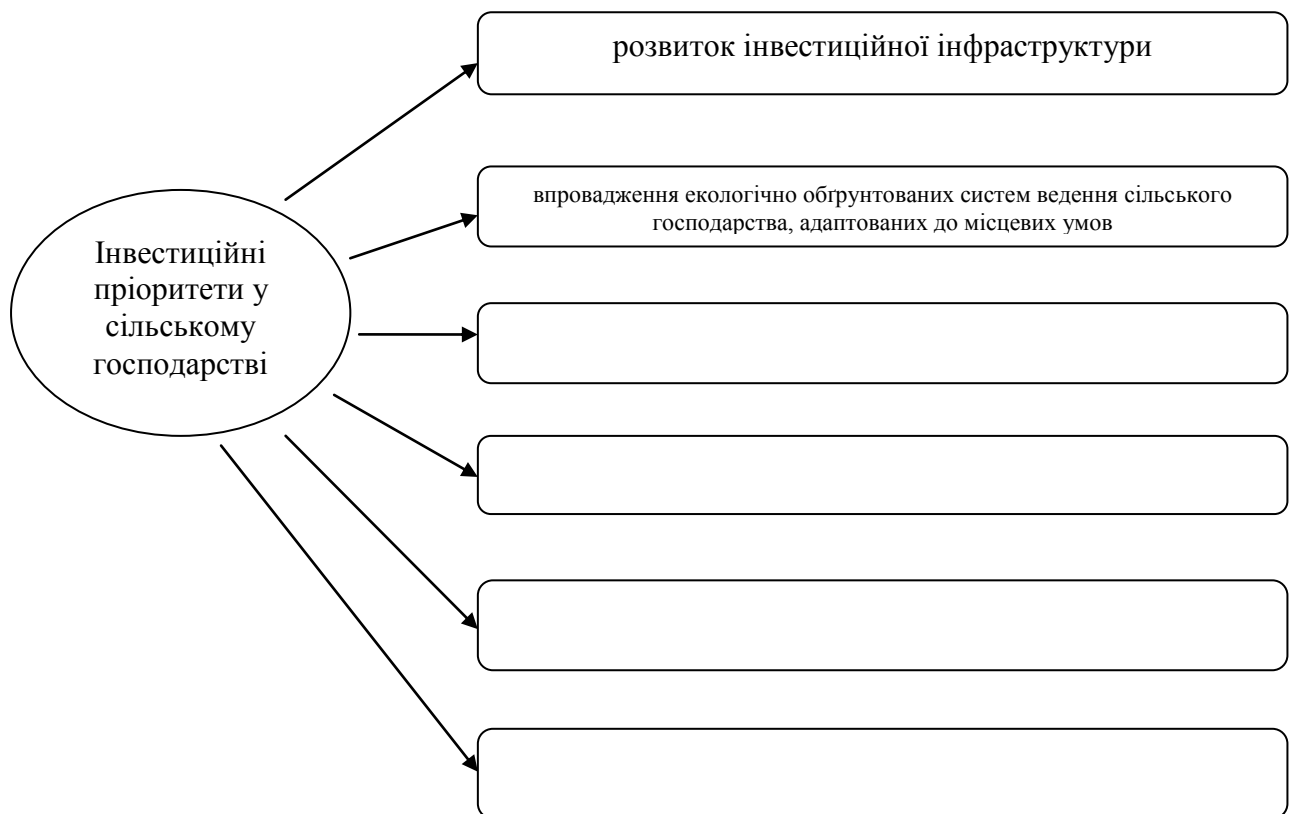 розвиток інвестиційної інфраструктури
впровадження екологічно обґрунтованих систем ведення сільського
господарства, адаптованих до місцевих умов
Інвестиційні
пріоритети у
сільському
господарстві